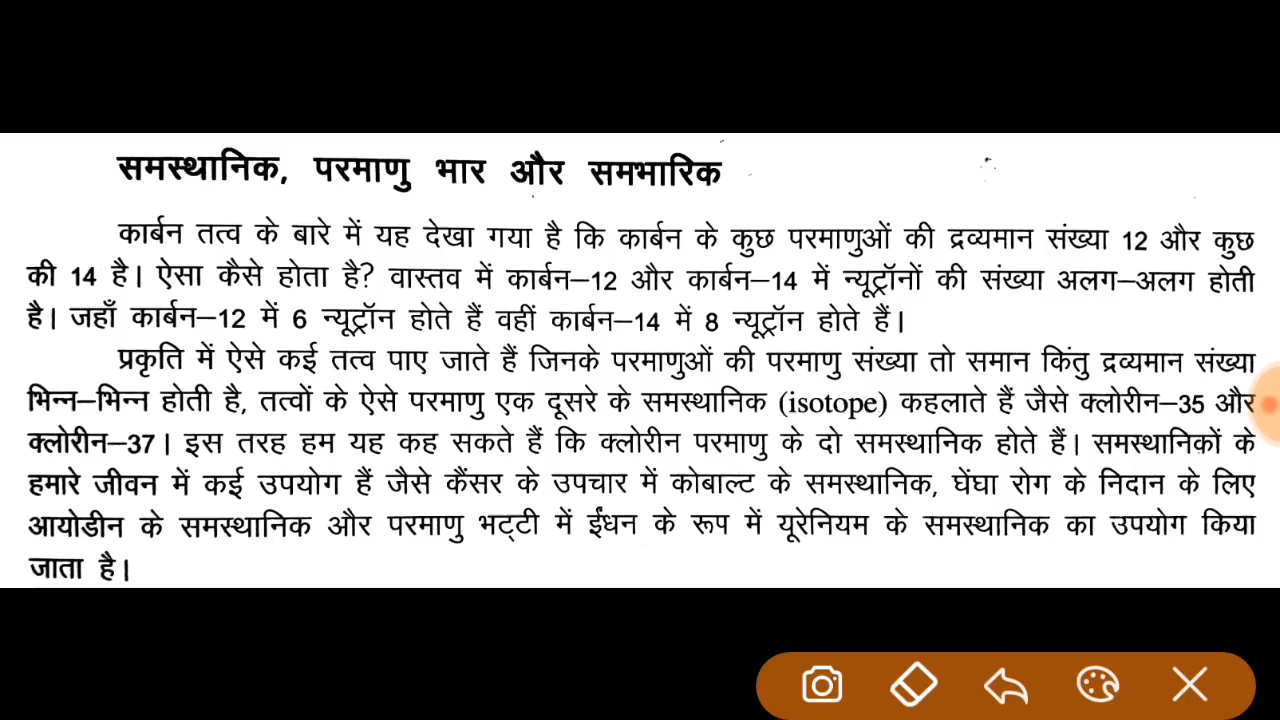 समस्थानिक, परमाणु भार और समभारिक
कार्बन तत्व के बारे में यह देखा गया है कि कार्बन के कुछ परमाणुओं की द्रव्यमान संख्या 12 और कुछ
की 14 है। ऐसा कैसे होता है? वास्तव में कार्बन–12 और कार्बन–14 में न्यूट्रॉनों की संख्या अलग–अलग होती
है। जहाँ कार्बन–12 में 6 न्यूट्रॉन होते हैं वहीं कार्बन–14 में 8 न्यूट्रॉन होते हैं।
प्रकृति में ऐसे कई तत्व पाए जाते हैं जिनके परमाणुओं की परमाणु संख्या तो समान किंतु द्रव्यमान संख्या
भिन्न–भिन्न होती है, तत्वों के ऐसे परमाणु एक दूसरे के समस्थानिक (isotope) कहलाते हैं जैसे क्लोरीन–35 और
क्लोरीन–37। इस तरह हम यह कह सकते हैं कि क्लोरीन परमाणु के दो समस्थानिक होते हैं। समस्थानिकों के
हमारे जीवन में कई उपयोग हैं जैसे कैंसर के उपचार में कोबाल्ट के समस्थानिक, घेंघा रोग के निदान के लिए
आयोडीन के समस्थानिक और परमाणु भट्‌टी में ईंधन के रूप में यूरेनियम के समस्थानिक का उपयोग किया
जाता है।